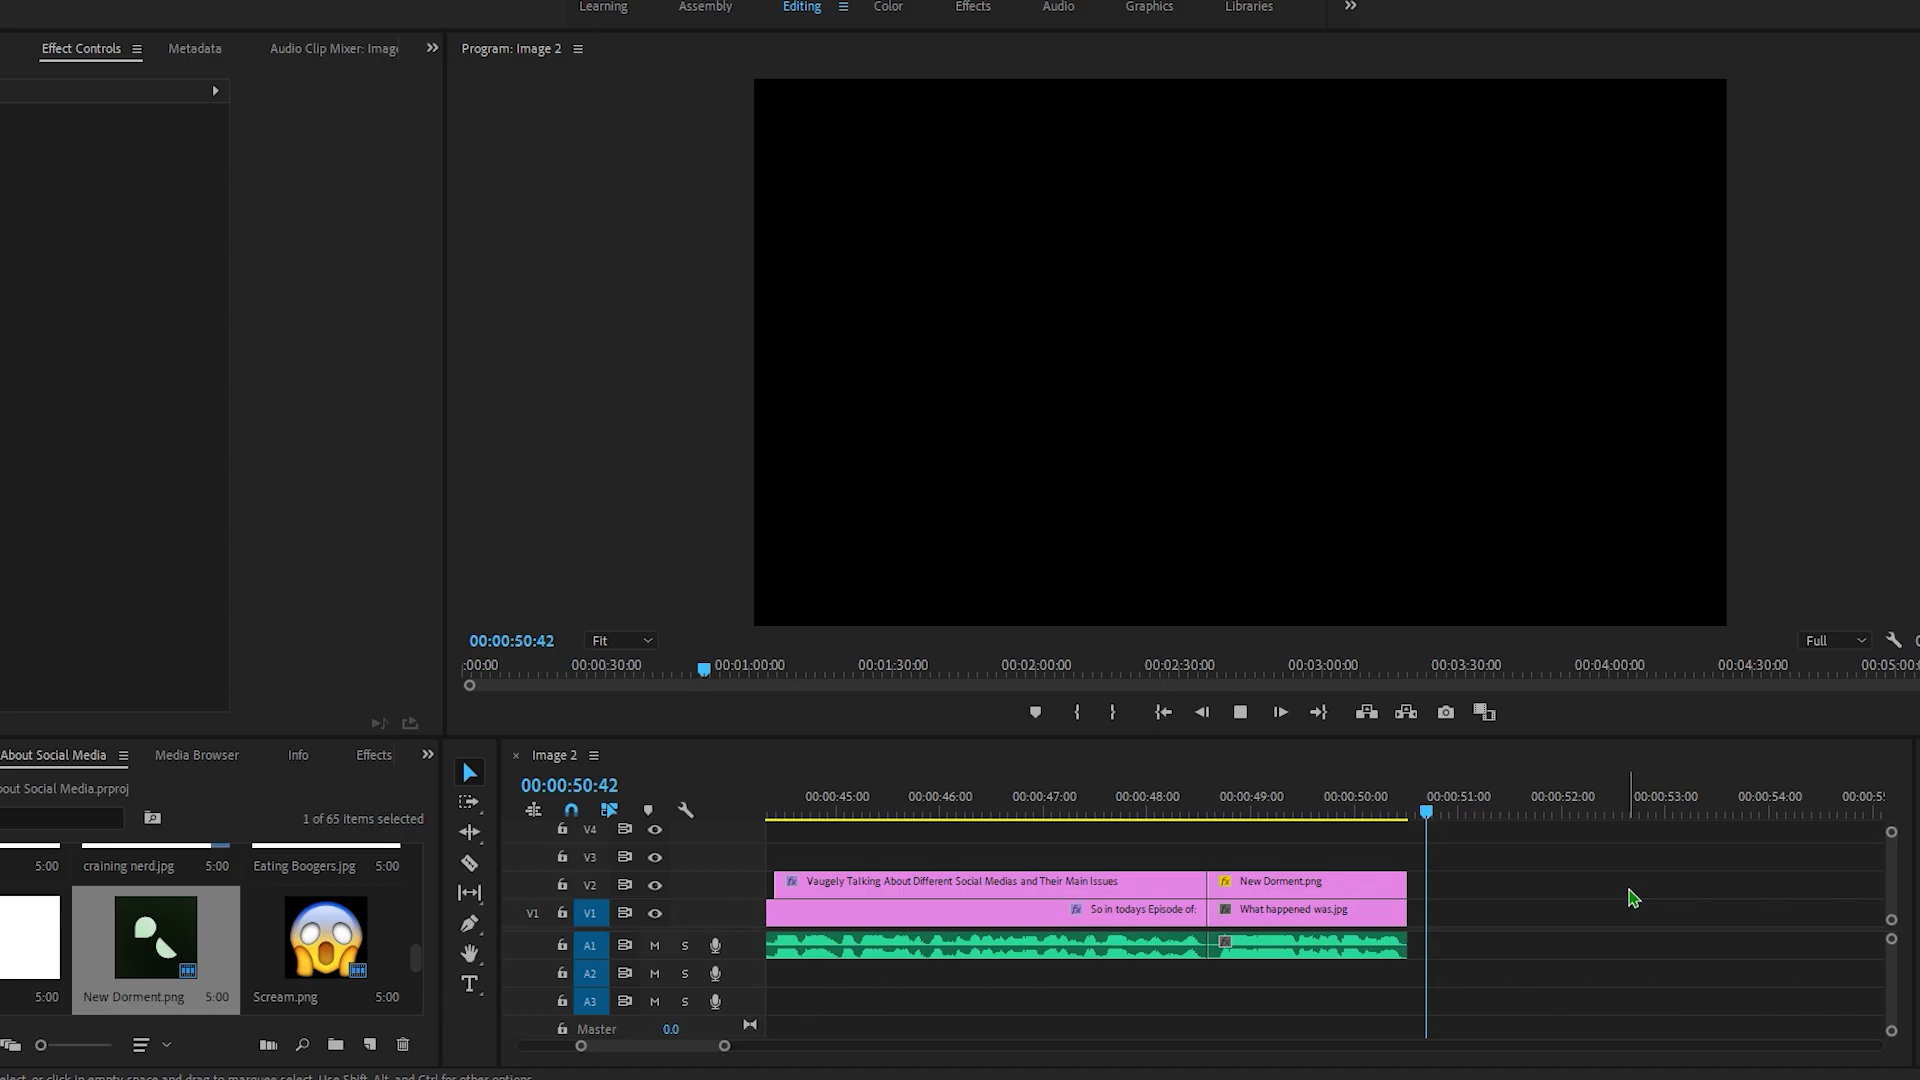 Learning Assembly Editing Color Effects Audio Graphics Libraries
Effect Controls Metadata Audio Clip Mixer: Imag
Program: Image 2
00:00:50:42 Fit Full
:00:00 00:00:30:00 00:01:00:00 00:01:30:00 00:02:00:00 00:02:30:00 00:03:00:00 00:03:30:00 00:04:00:00 00:04:30:00 00:05:00:
About Social Media Media Browser Info Effects
out Social Media.prproj
1 of 65 items selected
5:00 craining nerd.jpg 5:00 Eating Boogers.jpg 5:00
5:00 New Dorment.png 5:00 Scream.png 5:00
Image 2
00:00:50:42
00:00:45:00 00:00:46:00 00:00:47:00 00:00:48:00 00:00:49:00 00:00:50:00 00:00:51:00 00:00:52:00 00:00:53:00 00:00:54:00 00:00:55
V4
V3
V2 fx Vaugely Talking About Different Social Medias and Their Main Issues fx New Dorment.png
V1 V1 fx So in todays Episode of: fx What happened was.jpg
A1 M S fx
A2 M S
A3 M S
Master 0.0
elect, or click in empty space and drag to marquee select. Use Shift, Alt, and Ctrl for other options.